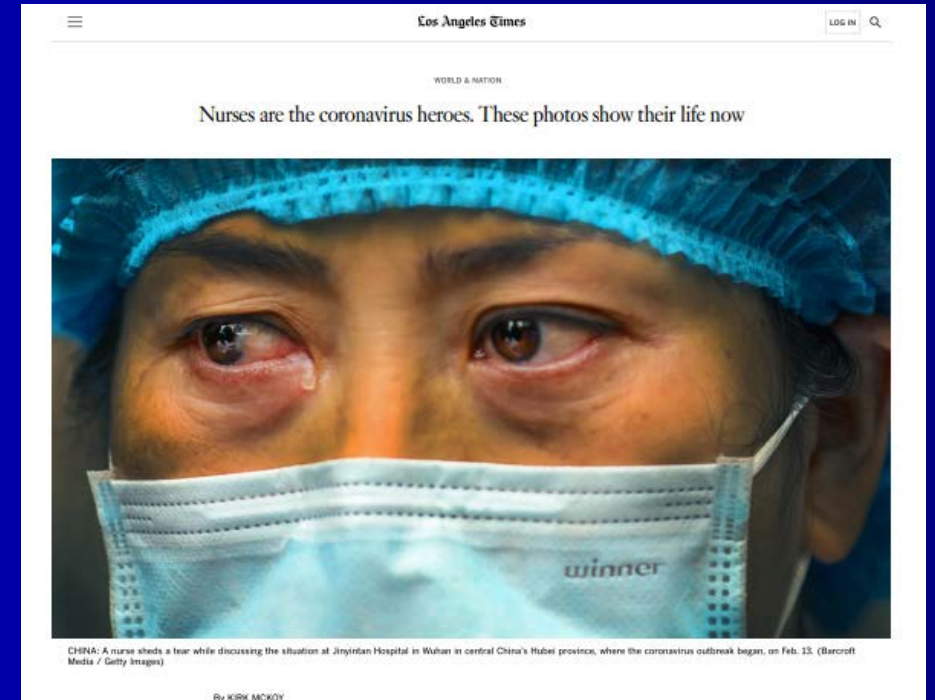 Los Angeles Times
LOG IN
WORLD & NATION
Nurses are the coronavirus heroes. These photos show their life now
winner
CHINA: A nurse sheds a tear while discussing the situation at Jinyintan Hospital in Wuhan in central China's Hubei province, where the coronavirus outbreak began, on Feb. 13. (Barcroft
Media / Getty Images)
By KIRK MCKOY